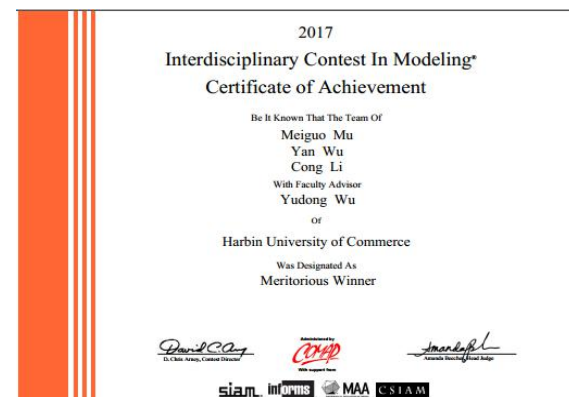 2017
Interdisciplinary Contest In Modeling®
Certificate of Achievement
Be It Known That The Team Of
Meiguo Mu
Yan Wu
Cong Li
With Faculty Advisor
Yudong Wu
Of
Harbin University of Commerce
Was Designated As
Meritorious Winner
Administered by
COMAP
With support from
D. Chris Arney, Contest Director
Amanda Beecher, Head Judge
siam informs MAA CSIAM